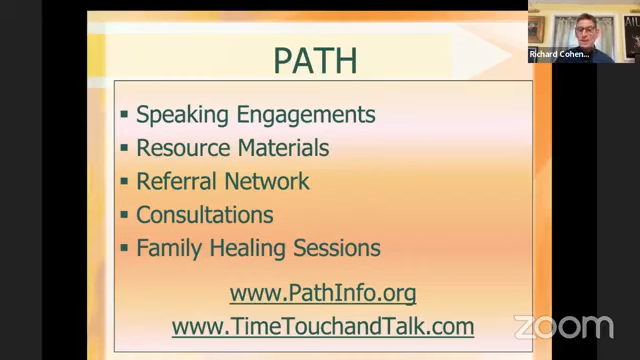 PATH
Richard Cohen...
▪ Speaking Engagements
▪ Resource Materials
▪ Referral Network
▪ Consultations
▪ Family Healing Sessions
www.PathInfo.org
www.TimeTouchandTalk.com
zoom